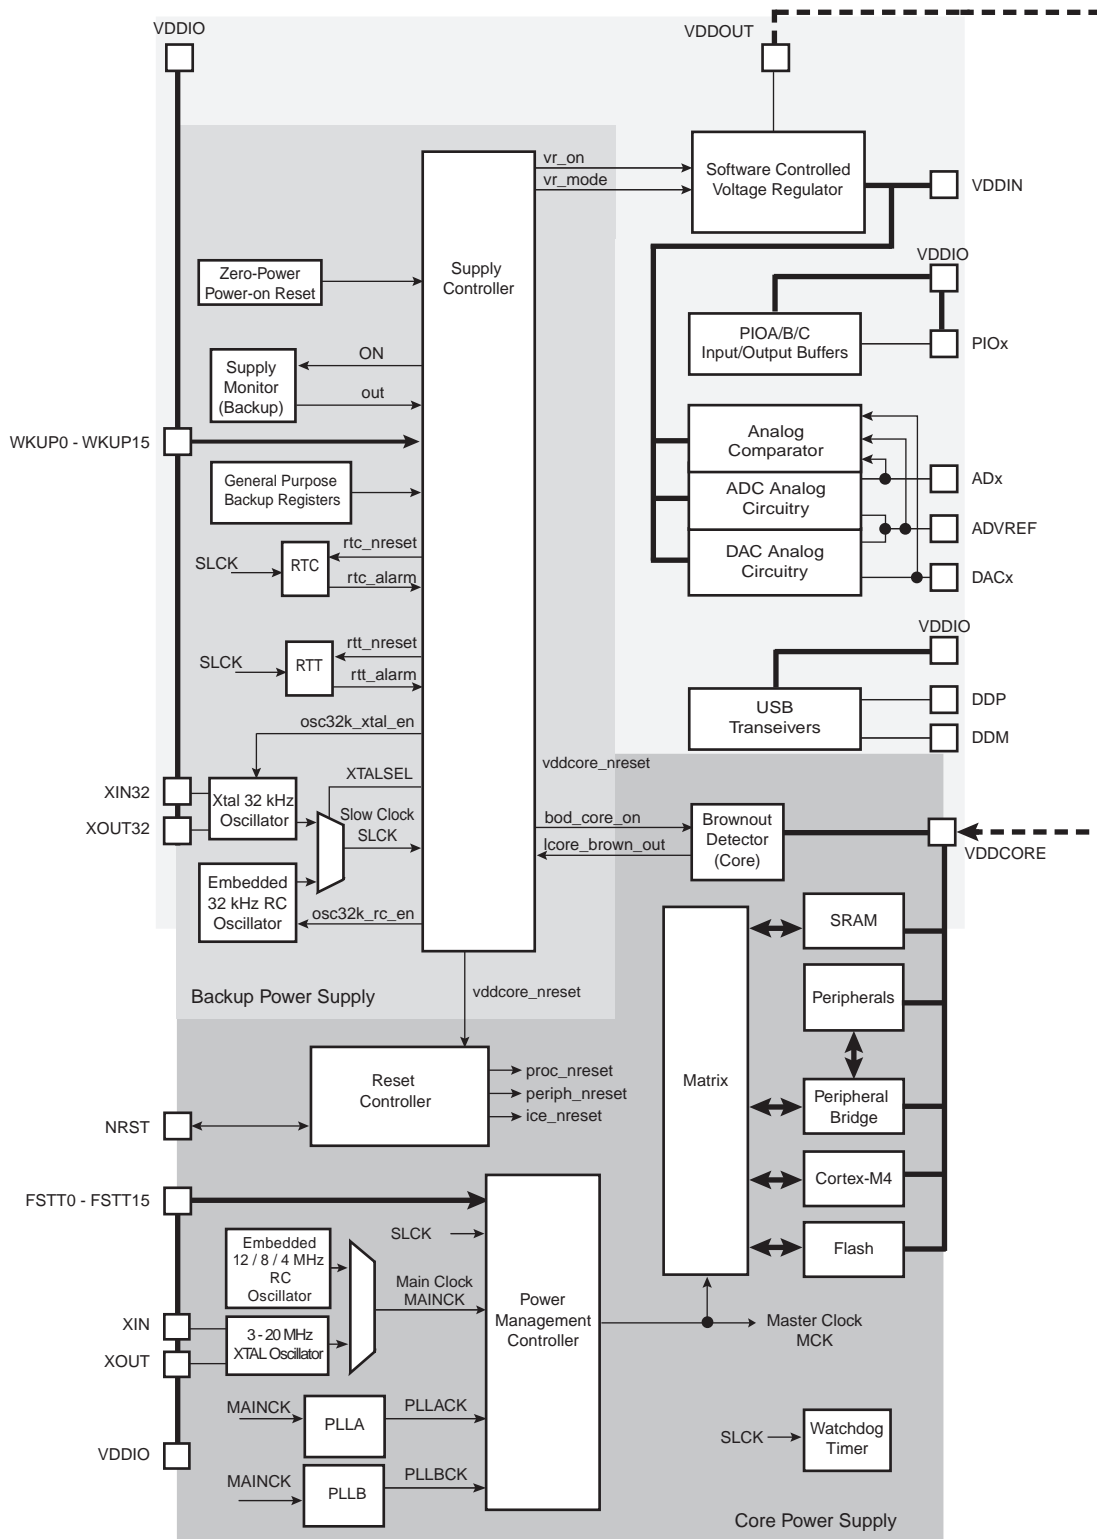 VDDIO
VDDOUT
vr_on
vr_mode
Software Controlled
Voltage Regulator
VDDIN
Supply
Controller
Zero-Power
Power-on Reset
VDDIO
PIOA/B/C
Input/Output Buffers
PIOx
ON
Supply
Monitor
(Backup)
out
WKUP0 - WKUP15
General Purpose
Backup Registers
Analog
Comparator
ADC Analog
Circuitry
DAC Analog
Circuitry
ADx
ADVREF
DACx
rtc_nreset
SLCK
RTC
rtc_alarm
rtt_nreset
SLCK
RTT
rtt_alarm
VDDIO
USB
Transeivers
DDP
DDM
osc32k_xtal_en
XTALSEL
vddcore_nreset
XIN32
XOUT32
Xtal 32 kHz
Oscillator
Slow Clock
SLCK
bod_core_on
lcore_brown_out
Brownout
Detector
(Core)
VDDCORE
Embedded
32 kHz RC
Oscillator
osc32k_rc_en
SRAM
Backup Power Supply
vddcore_nreset
Peripherals
Reset
Controller
proc_nreset
periph_nreset
ice_nreset
Matrix
Peripheral
Bridge
NRST
Cortex-M4
FSTT0 - FSTT15
SLCK
Flash
Embedded
12 / 8 / 4 MHz
RC
Oscillator
Main Clock
MAINCK
Power
Management
Controller
XIN
3 - 20 MHz
XTAL Oscillator
XOUT
Master Clock
MCK
MAINCK
PLLA
PLLACK
VDDIO
SLCK
Watchdog
Timer
MAINCK
PLLB
PLLBCK
Core Power Supply